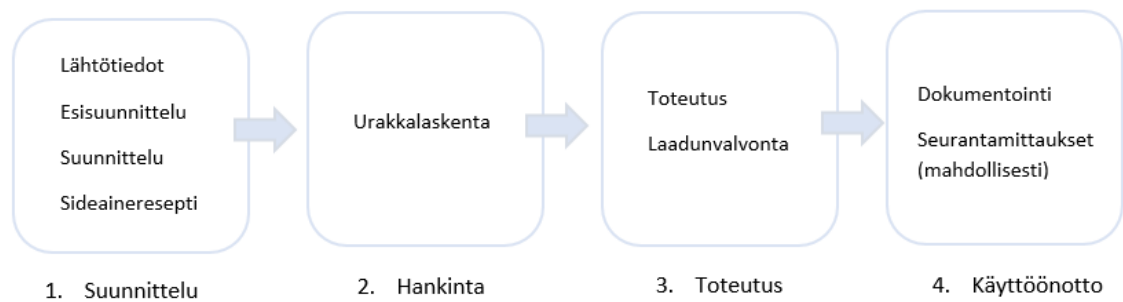 Lähtötiedot
Esisuunnittelu
Suunnittelu
Sideaineresepti
1. Suunnittelu
Urakkalaskenta
2. Hankinta
Toteutus
Laadunvalvonta
3. Toteutus
Dokumentointi
Seurantamittaukset
(mahdollisesti)
4. Käyttöönotto